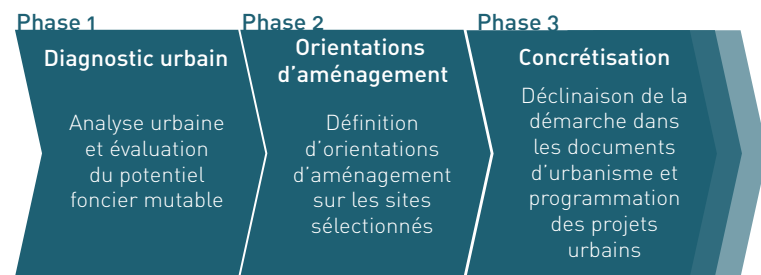 Phase 1
Diagnostic urbain
Analyse urbaine
et évaluation
du potentiel
foncier mutable
Phase 2
Orientations
d'aménagement
Définition
d'orientations
d'aménagement
sur les sites
sélectionnés
Phase 3
Concrétisation
Déclinaison de la
démarche dans
les documents
d'urbanisme et
programmation
des projets
urbains